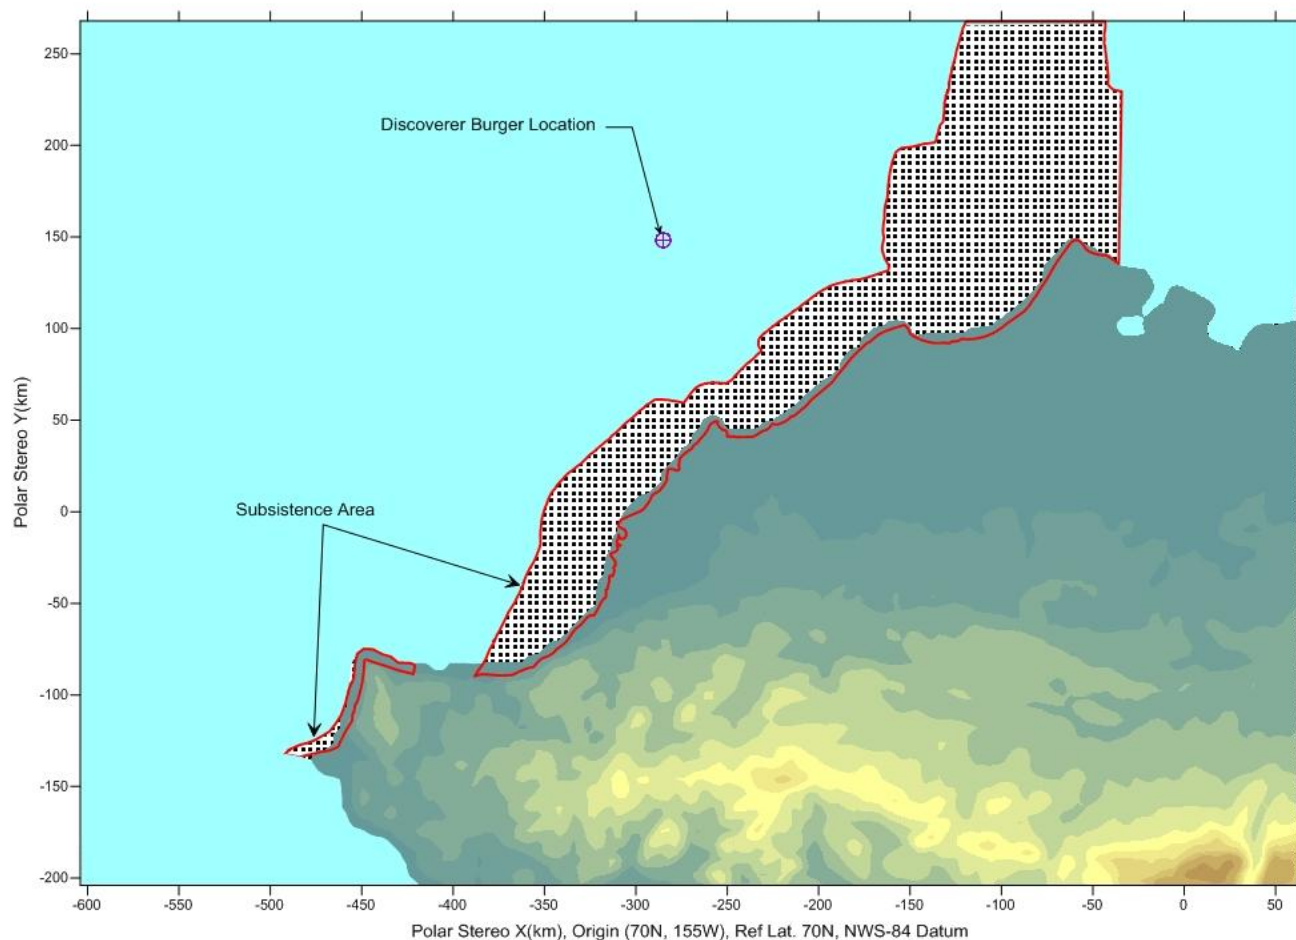 250
200
150
100
50
0
-50
-100
-150
-200
Polar Stereo Y(km)
Discoverer Burger Location
Subsistence Area
-600 -550 -500 -450 -400 -350 -300 -250 -200 -150 -100 -50 0 50
Polar Stereo X(km), Origin (70N, 155W), Ref Lat. 70N, NWS-84 Datum